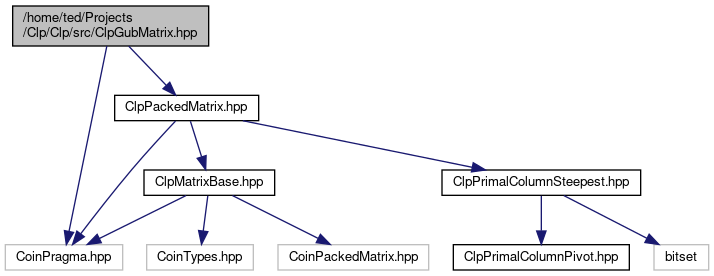 /home/ted/Projects
/Clp/Clp/src/ClpGubMatrix.hpp
ClpPackedMatrix.hpp
ClpMatrixBase.hpp
ClpPrimalColumnSteepest.hpp
CoinPragma.hpp
CoinTypes.hpp
CoinPackedMatrix.hpp
ClpPrimalColumnPivot.hpp
bitset